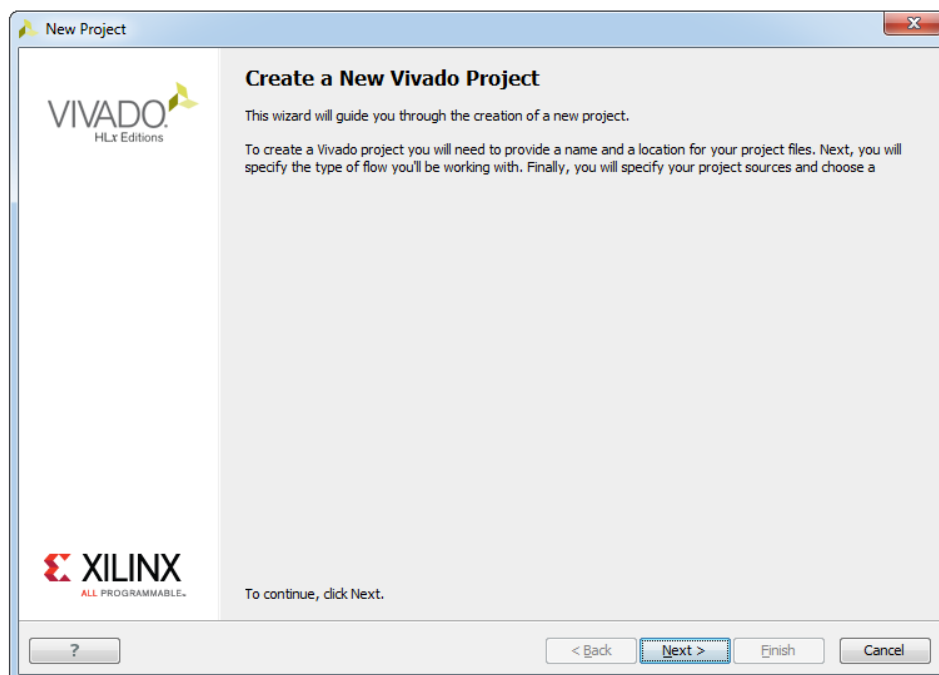 New Project
VIVADO.
HLx Editions
Create a New Vivado Project
This wizard will guide you through the creation of a new project.
To create a Vivado project you will need to provide a name and a location for your project files. Next, you will
specify the type of flow you'll be working with. Finally, you will specify your project sources and choose a
XILINX
ALL PROGRAMMABLE™
To continue, click Next.
?
< Back
Next >
Finish
Cancel